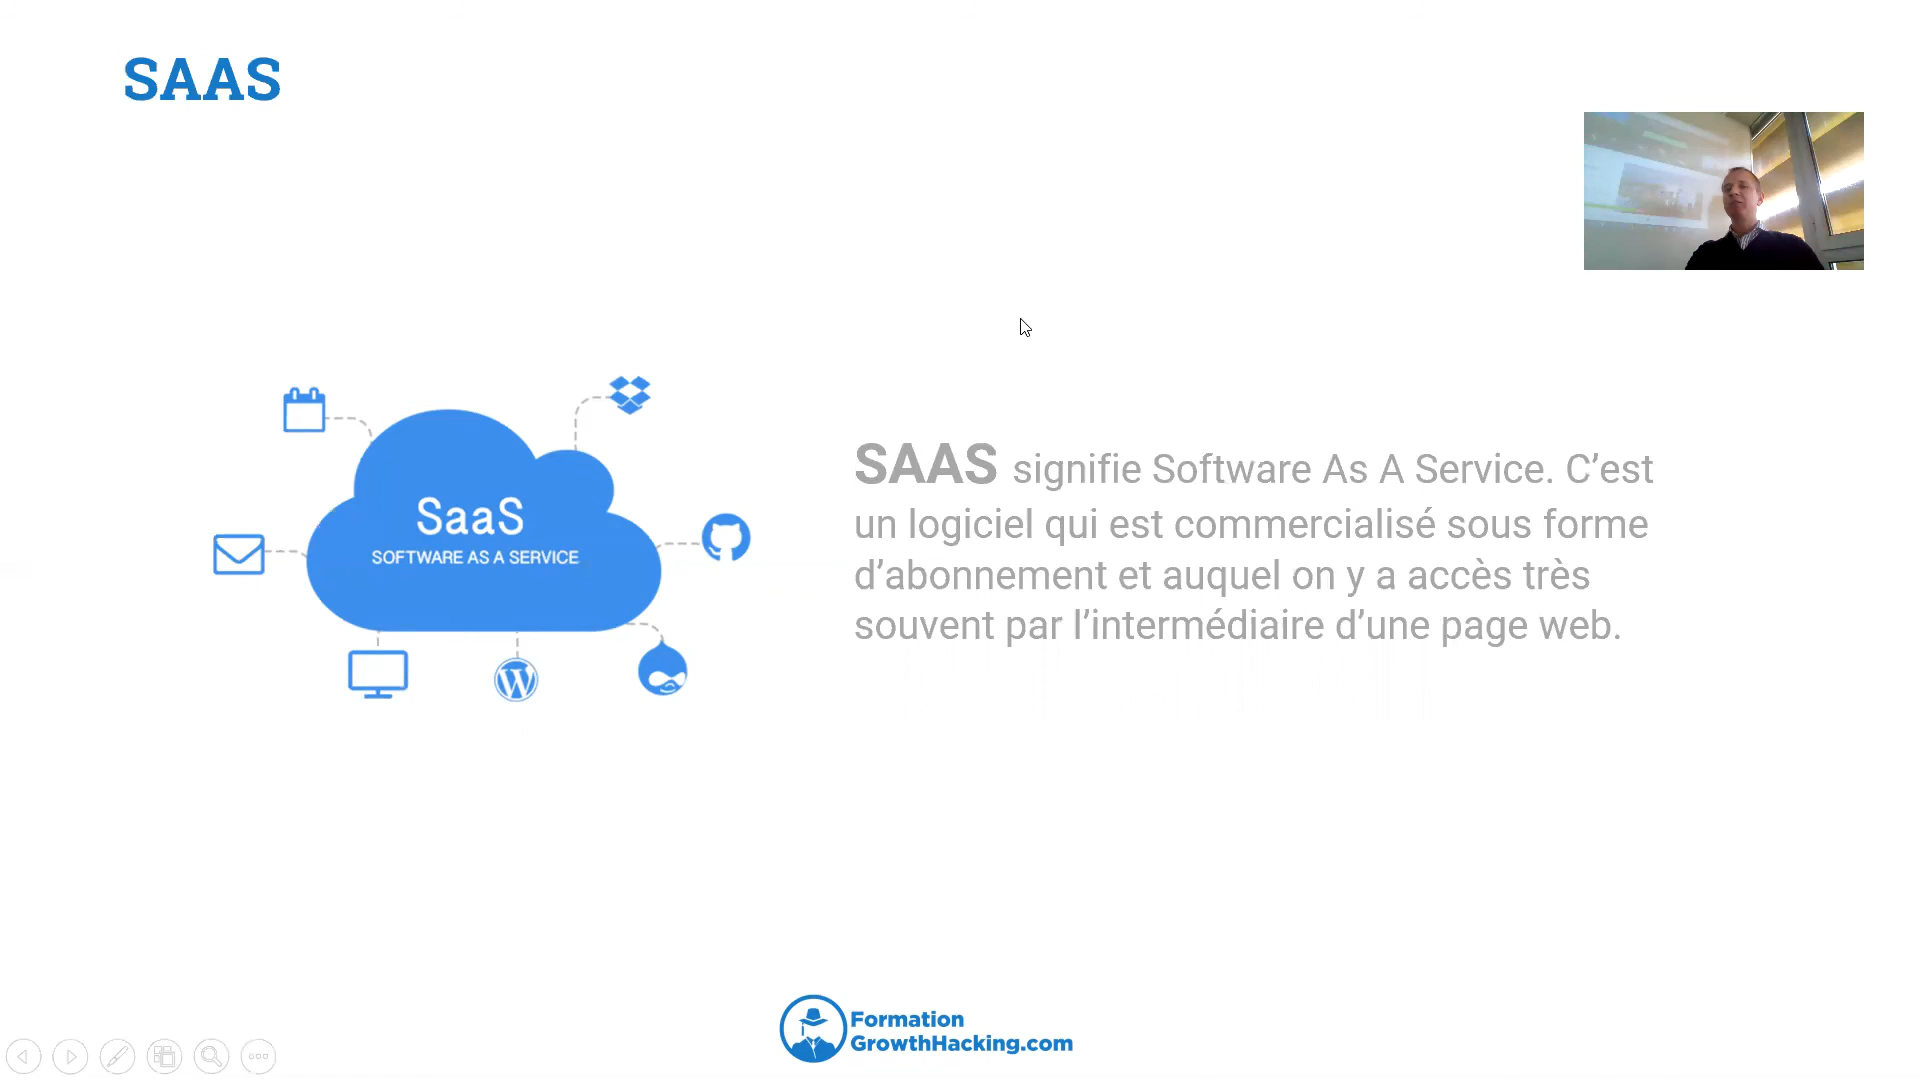 SAAS
SaaS
SOFTWARE AS A SERVICE
SAAS signifie Software As A Service. C’est
un logiciel qui est commercialisé sous forme
d’abonnement et auquel on y a accès très
souvent par l’intermédiaire d’une page web.
Formation
GrowthHacking.com